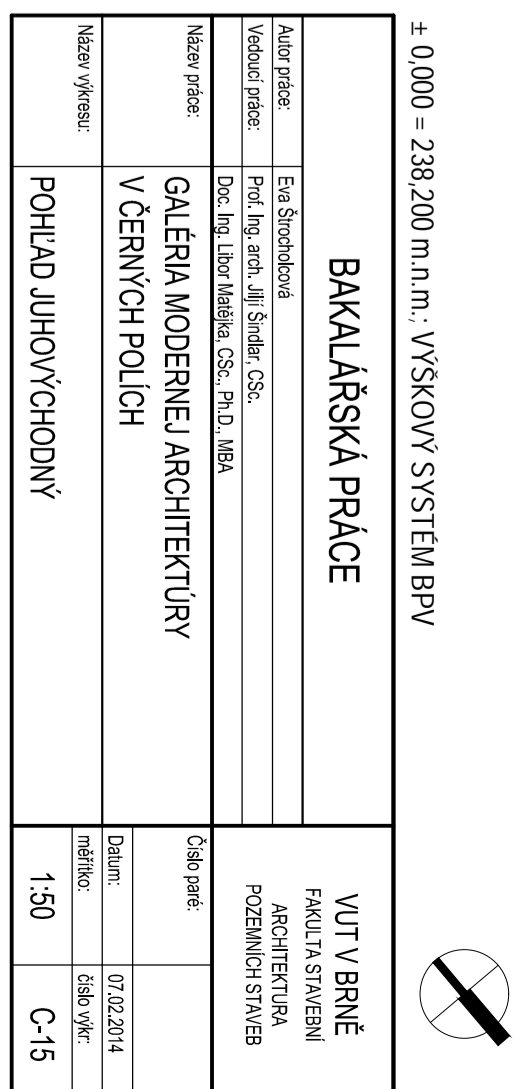 ± 0,000 = 238,200 m.n.m.; VÝŠKOVÝ SYSTÉM BPV
BAKALÁŘSKÁ PRÁCE
VUT V BRNĚ
FAKULTA STAVEBNÍ
ARCHITEKTURA
POZEMNÍCH STAVEB
Autor práce: Eva Štrocholcová
Vedoucí práce: Prof. Ing. arch. Jiljí Šindlar, CSc.
Doc. Ing. Libor Matějka, CSc., Ph.D., MBA
Název práce: GALÉRIA MODERNEJ ARCHITEKTÚRY
V ČERNÝCH POLÍCH
Číslo paré:
Datum: 07.02.2014
Název výkresu: POHĽAD JUHOVÝCHODNÝ
měřítko: číslo výkr:
1:50 C-15